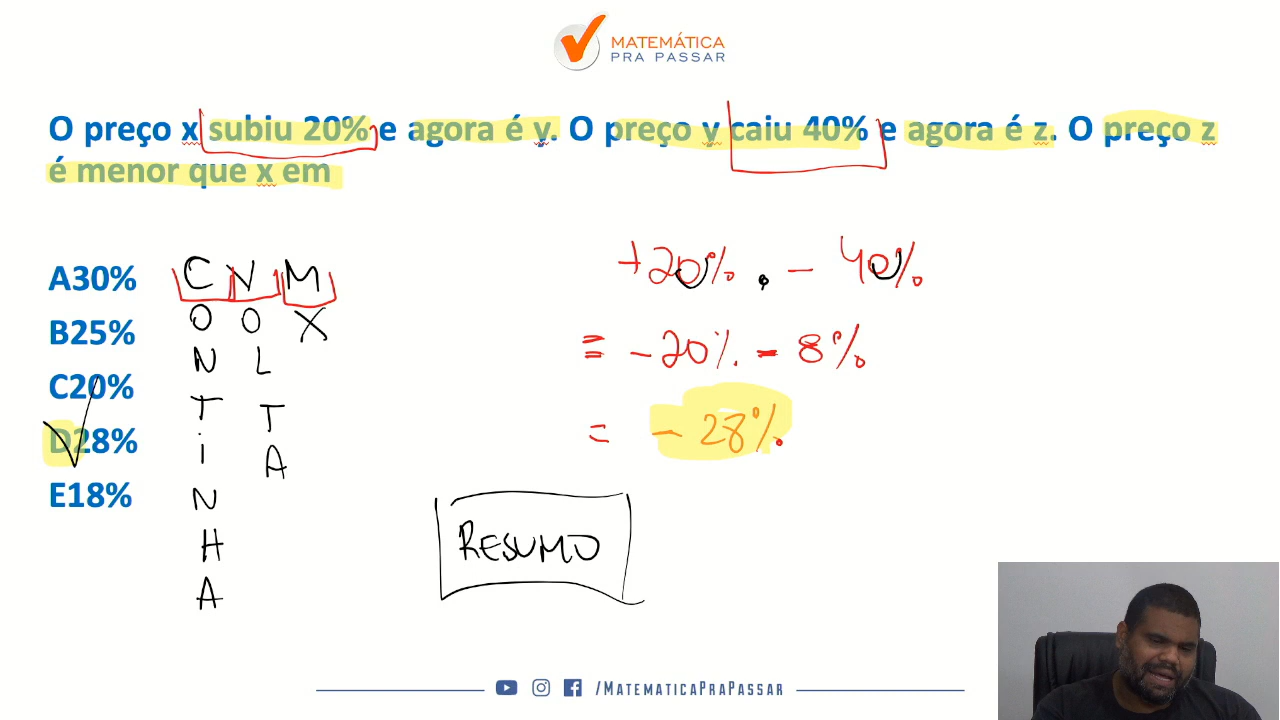 MATEMÁTICA
PRA PASSAR
O preço x subiu 20% e agora é y. O preço y caiu 40% e agora é z. O preço z
é menor que x em
A30%
B25%
C20%
D28%
E18%
C V M
O O X
N L
T T
I A
N
H
A
+20% . - 40%
= -20% - 8%
= - 28%
RESUMO
/MATEMATICAPRAPASSAR